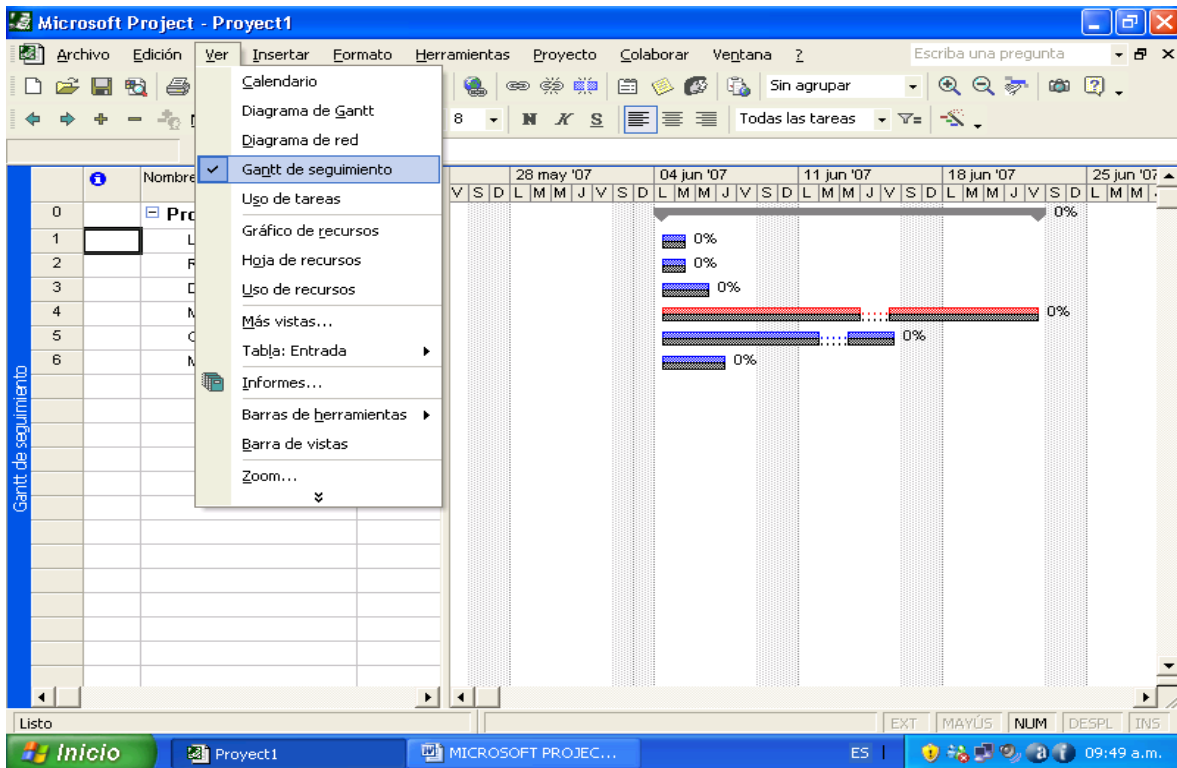 Microsoft Project - Proyect1
Archivo Edición Ver Insertar Formato Herramientas Proyecto Colaborar Ventana ? Escriba una pregunta
Sin agrupar
8 N K S Todas las tareas
Calendario
Diagrama de Gantt
Diagrama de red
Gantt de seguimiento
Uso de tareas
Gráfico de recursos
Hoja de recursos
Uso de recursos
Más vistas...
Tabla: Entrada
Informes...
Barras de herramientas
Barra de vistas
Zoom...
Nombre
28 may '07 04 jun '07 11 jun '07 18 jun '07 25 jun '07
V S D L M M J V S D L M M J V S D L M M J V S D L M M J V S D L M M
0 Pro 0%
1 L 0%
2 R 0%
3 D 0%
4 M 0%
5 C 0%
6 M 0%
Gantt de seguimiento
Listo EXT MAYÚS NUM DESPL INS
Inicio Proyect1 MICROSOFT PROJEC... ES 09:49 a.m.